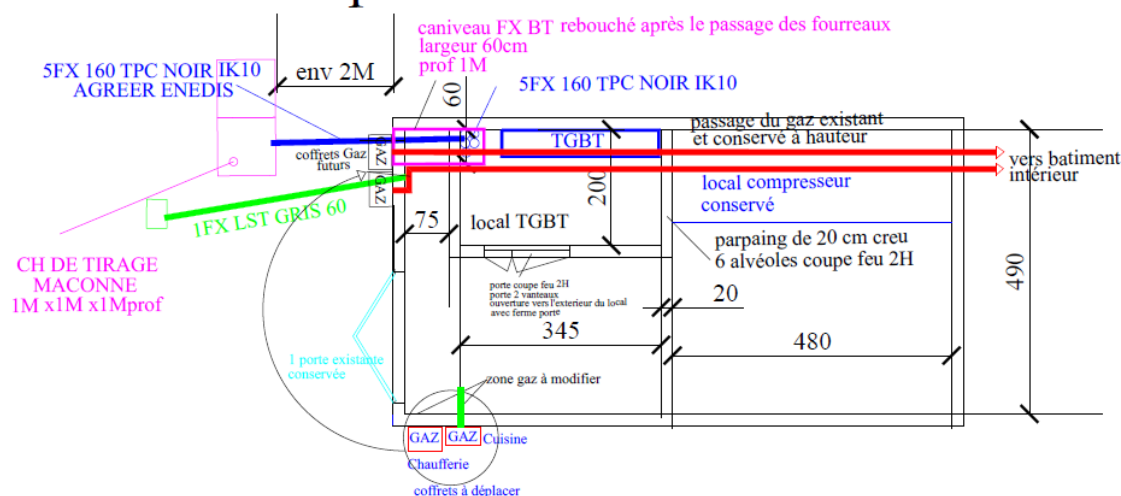 caniveau FX BT rebouché après le passage des fourreaux
largeur 60cm
prof 1M
env 2M
5FX 160 TPC NOIR IK10
AGREER ENEDIS
60
5FX 160 TPC NOIR IK10
passage du gaz existant
et conservé à hauteur
TGBT
coffrets Gaz
futurs
GAZ
GAZ
vers batiment
intérieur
200
local compresseur
conservé
1FX LST GRIS 60
75
local TGBT
parpaing de 20 cm creu
6 alvéoles coupe feu 2H
CH DE TIRAGE
MACONNE
1M x1M x1Mprof
porte coupe feu 2H
porte 2 vanteaux
ouverture vers l'exterieur du local
avec ferme porte
20
490
345
480
1 porte existante
conservée
zone gaz à modifier
GAZ GAZ Cuisine
Chaufferie
coffrets à déplacer